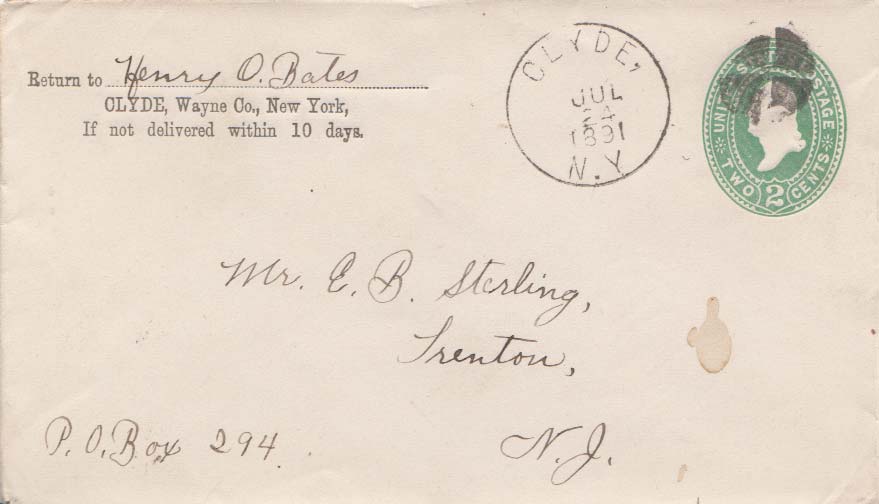 Return to Henry O. Bates
CLYDE, Wayne Co., New York,
If not delivered within 10 days.
CLYDE,
JUL
24
1891
N.Y.
UNITED STATES POSTAGE
TWO 2 CENTS
Mr. E. B. Sterling,
Trenton,
P.O. Box 294.
N.J.